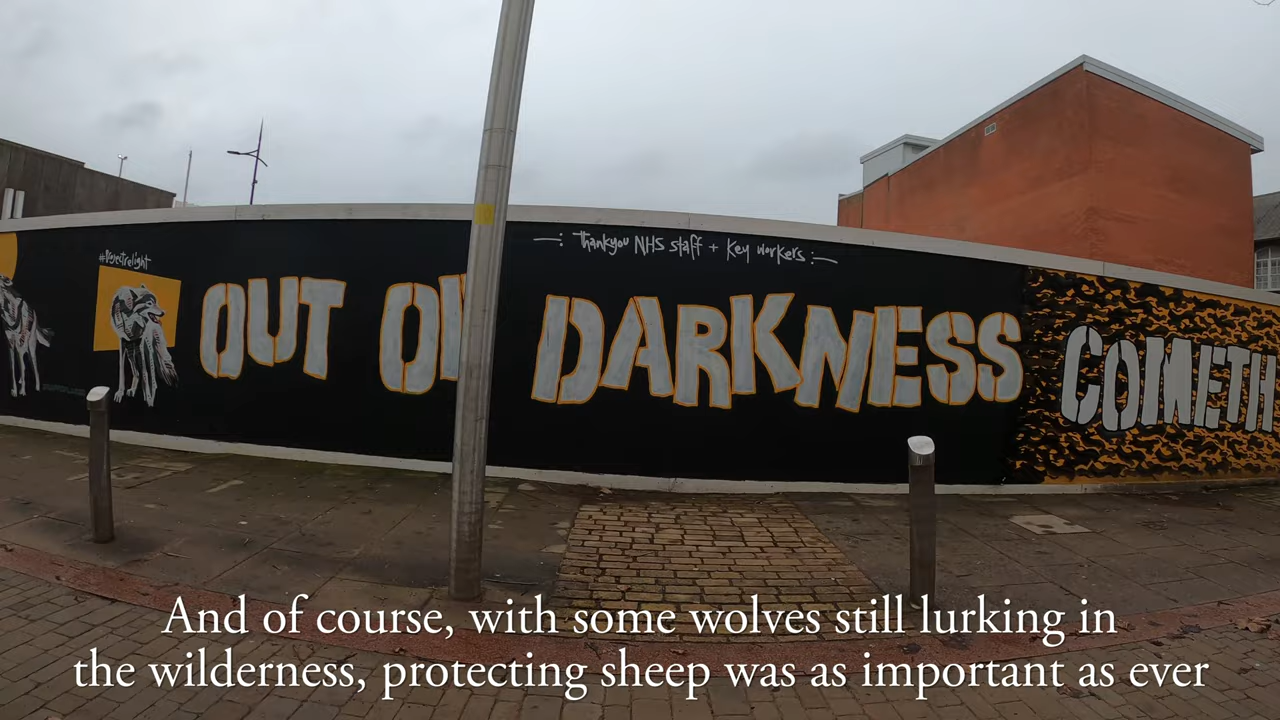 #Projectrelight
Thankyou NHS staff + Key workers
OUT OF DARKNESS COMETH
And of course, with some wolves still lurking in
the wilderness, protecting sheep was as important as ever